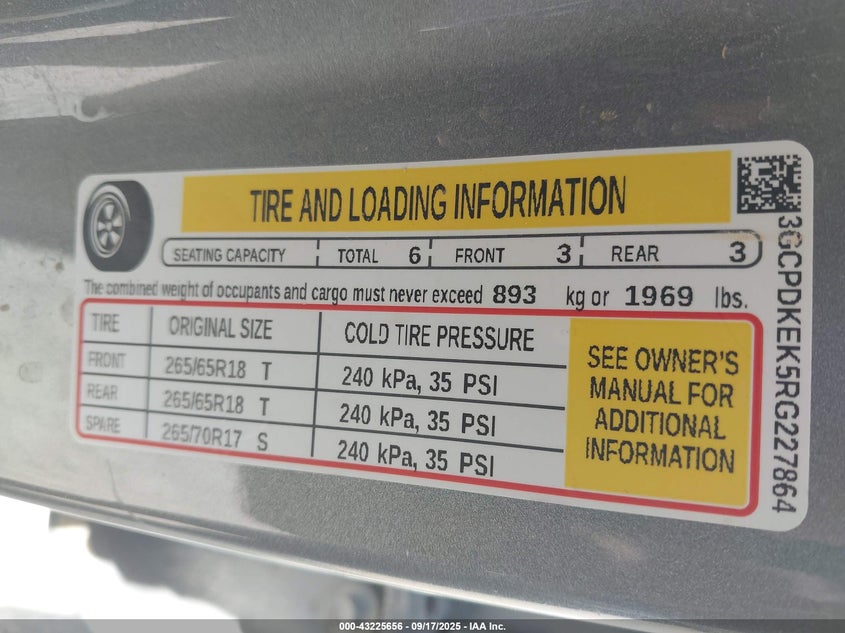 TIRE AND LOADING INFORMATION
SEATING CAPACITY TOTAL 6 FRONT 3 REAR 3
The combined weight of occupants and cargo must never exceed 893 kg or 1969 lbs.
TIRE ORIGINAL SIZE COLD TIRE PRESSURE
FRONT 265/65R18 T 240 kPa, 35 PSI
REAR 265/65R18 T 240 kPa, 35 PSI
SPARE 265/70R17 S 240 kPa, 35 PSI
SEE OWNER'S
MANUAL FOR
ADDITIONAL
INFORMATION
3GCPDKEK5RG227864
000-43225656 - 09/17/2025 - IAA Inc.